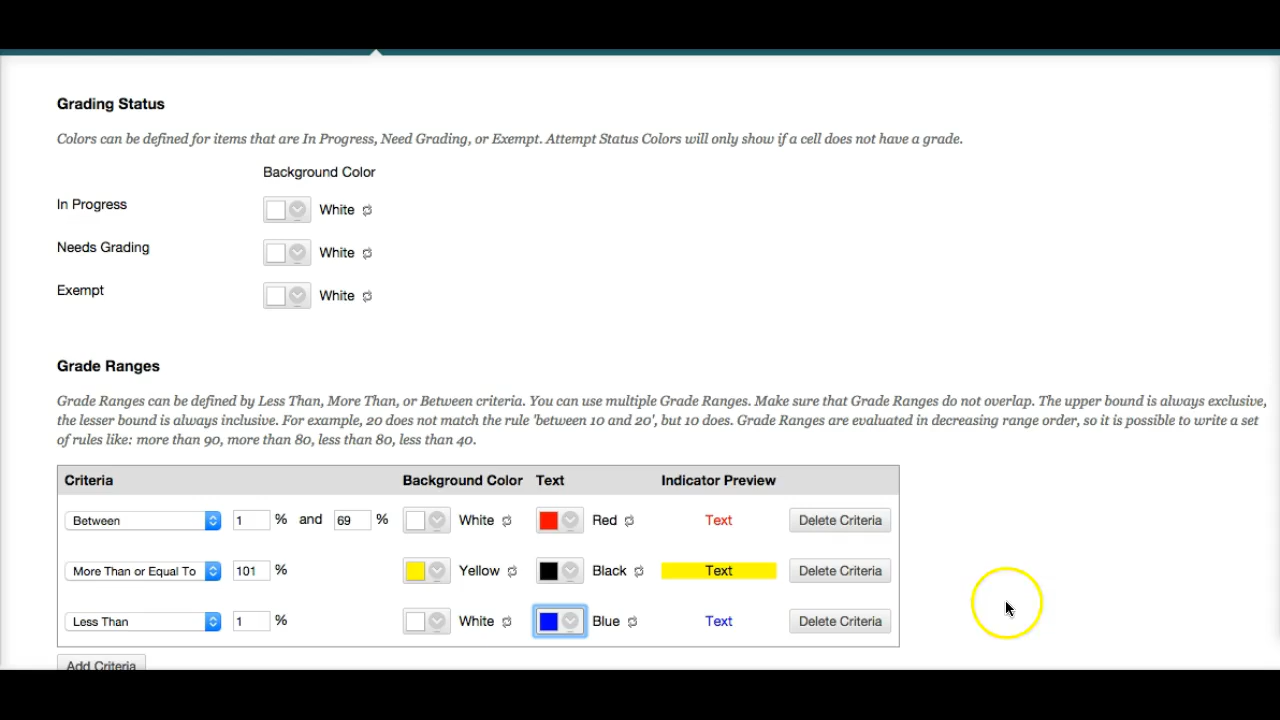 Grading Status
Colors can be defined for items that are In Progress, Need Grading, or Exempt. Attempt Status Colors will only show if a cell does not have a grade.
Background Color
In Progress White
Needs Grading White
Exempt White
Grade Ranges
Grade Ranges can be defined by Less Than, More Than, or Between criteria. You can use multiple Grade Ranges. Make sure that Grade Ranges do not overlap. The upper bound is always exclusive,
the lesser bound is always inclusive. For example, 20 does not match the rule 'between 10 and 20', but 10 does. Grade Ranges are evaluated in decreasing range order, so it is possible to write a set
of rules like: more than 90, more than 80, less than 80, less than 40.
Criteria Background Color Text Indicator Preview
Between 1 % and 69 % White Red Text Delete Criteria
More Than or Equal To 101 % Yellow Black Text Delete Criteria
Less Than 1 % White Blue Text Delete Criteria
Add Criteria